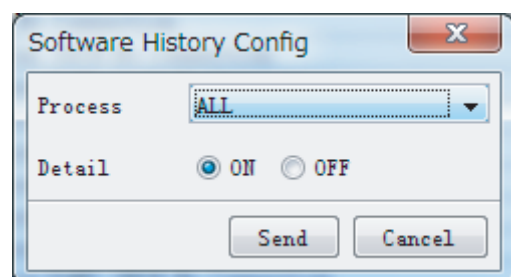 Software History Config
Process ALL
Detail ON OFF
Send Cancel